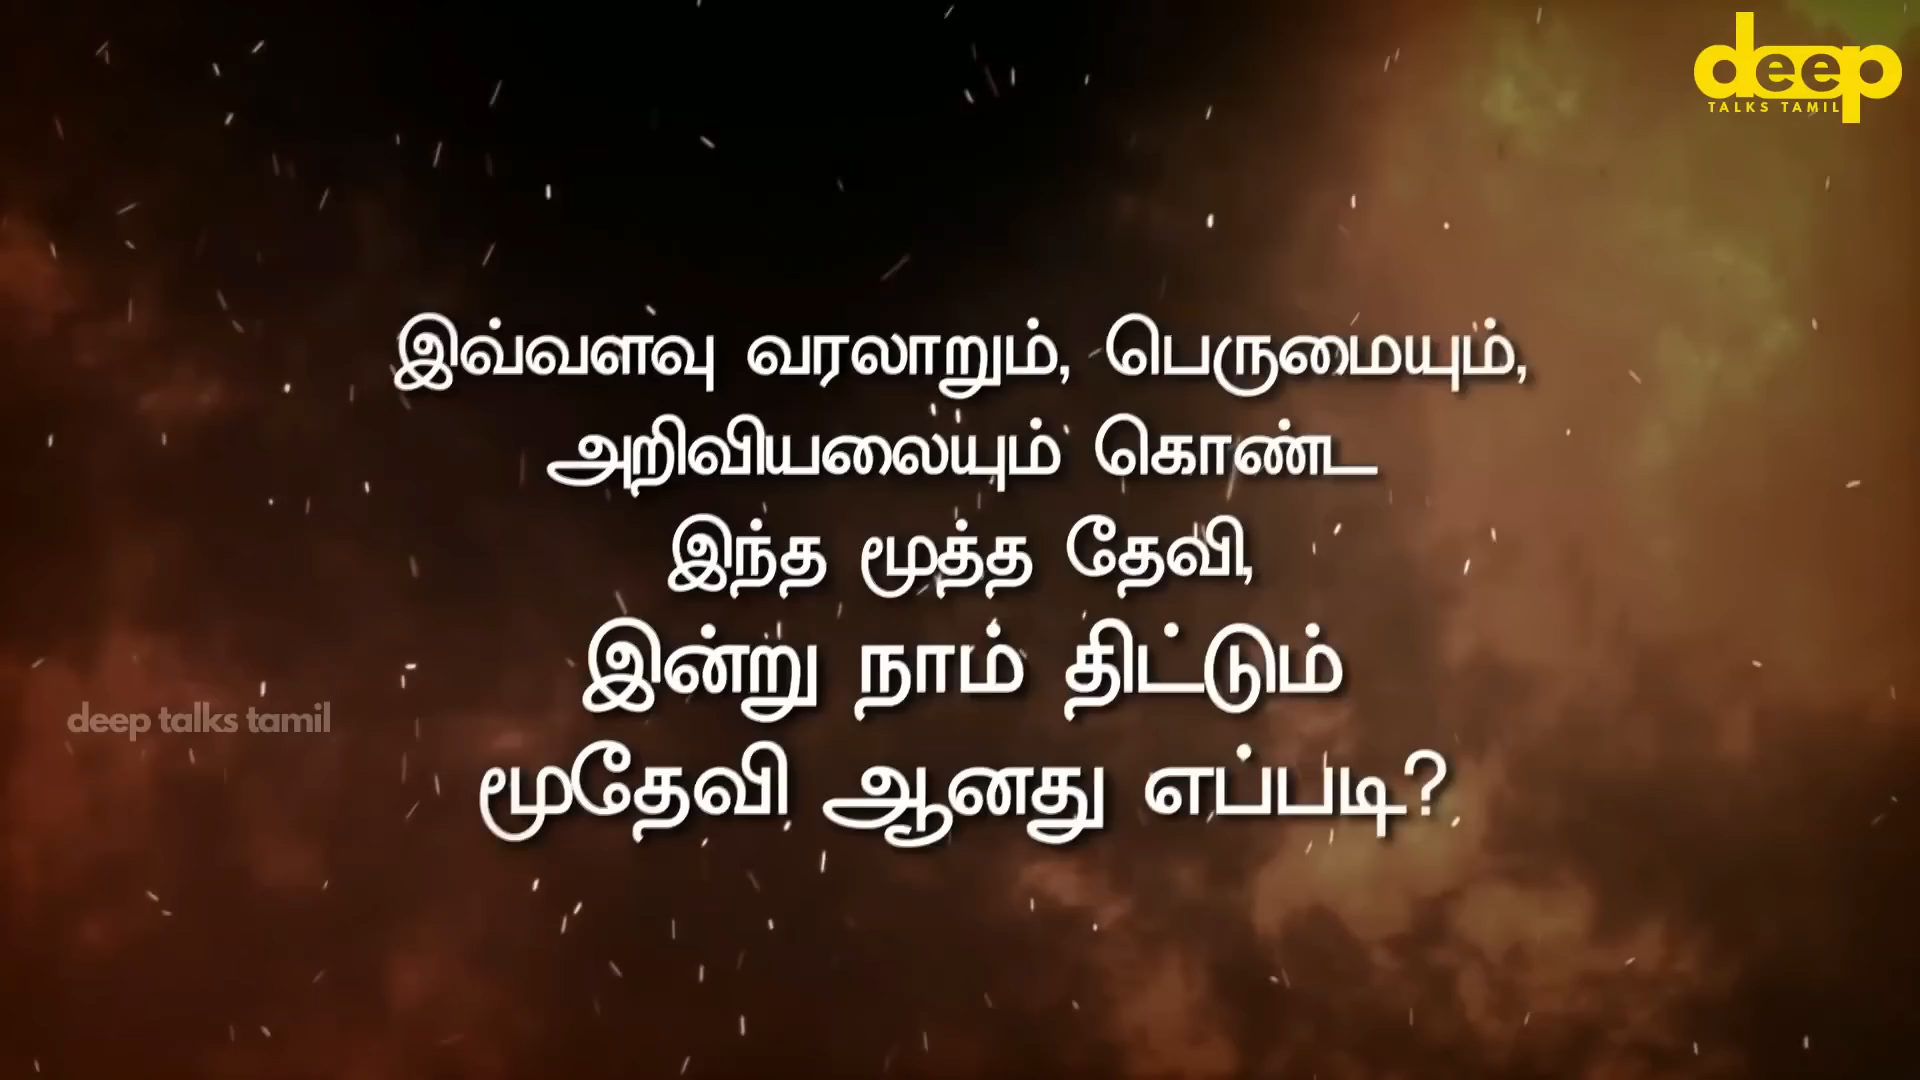 deep
TALKS TAMIL
இவ்வளவு வரலாறும், பெருமையும்,
அறிவியலையும் கொண்ட
இந்த மூத்த தேவி,
இன்று நாம் திட்டும்
மூதேவி ஆனது எப்படி?
deep talks tamil